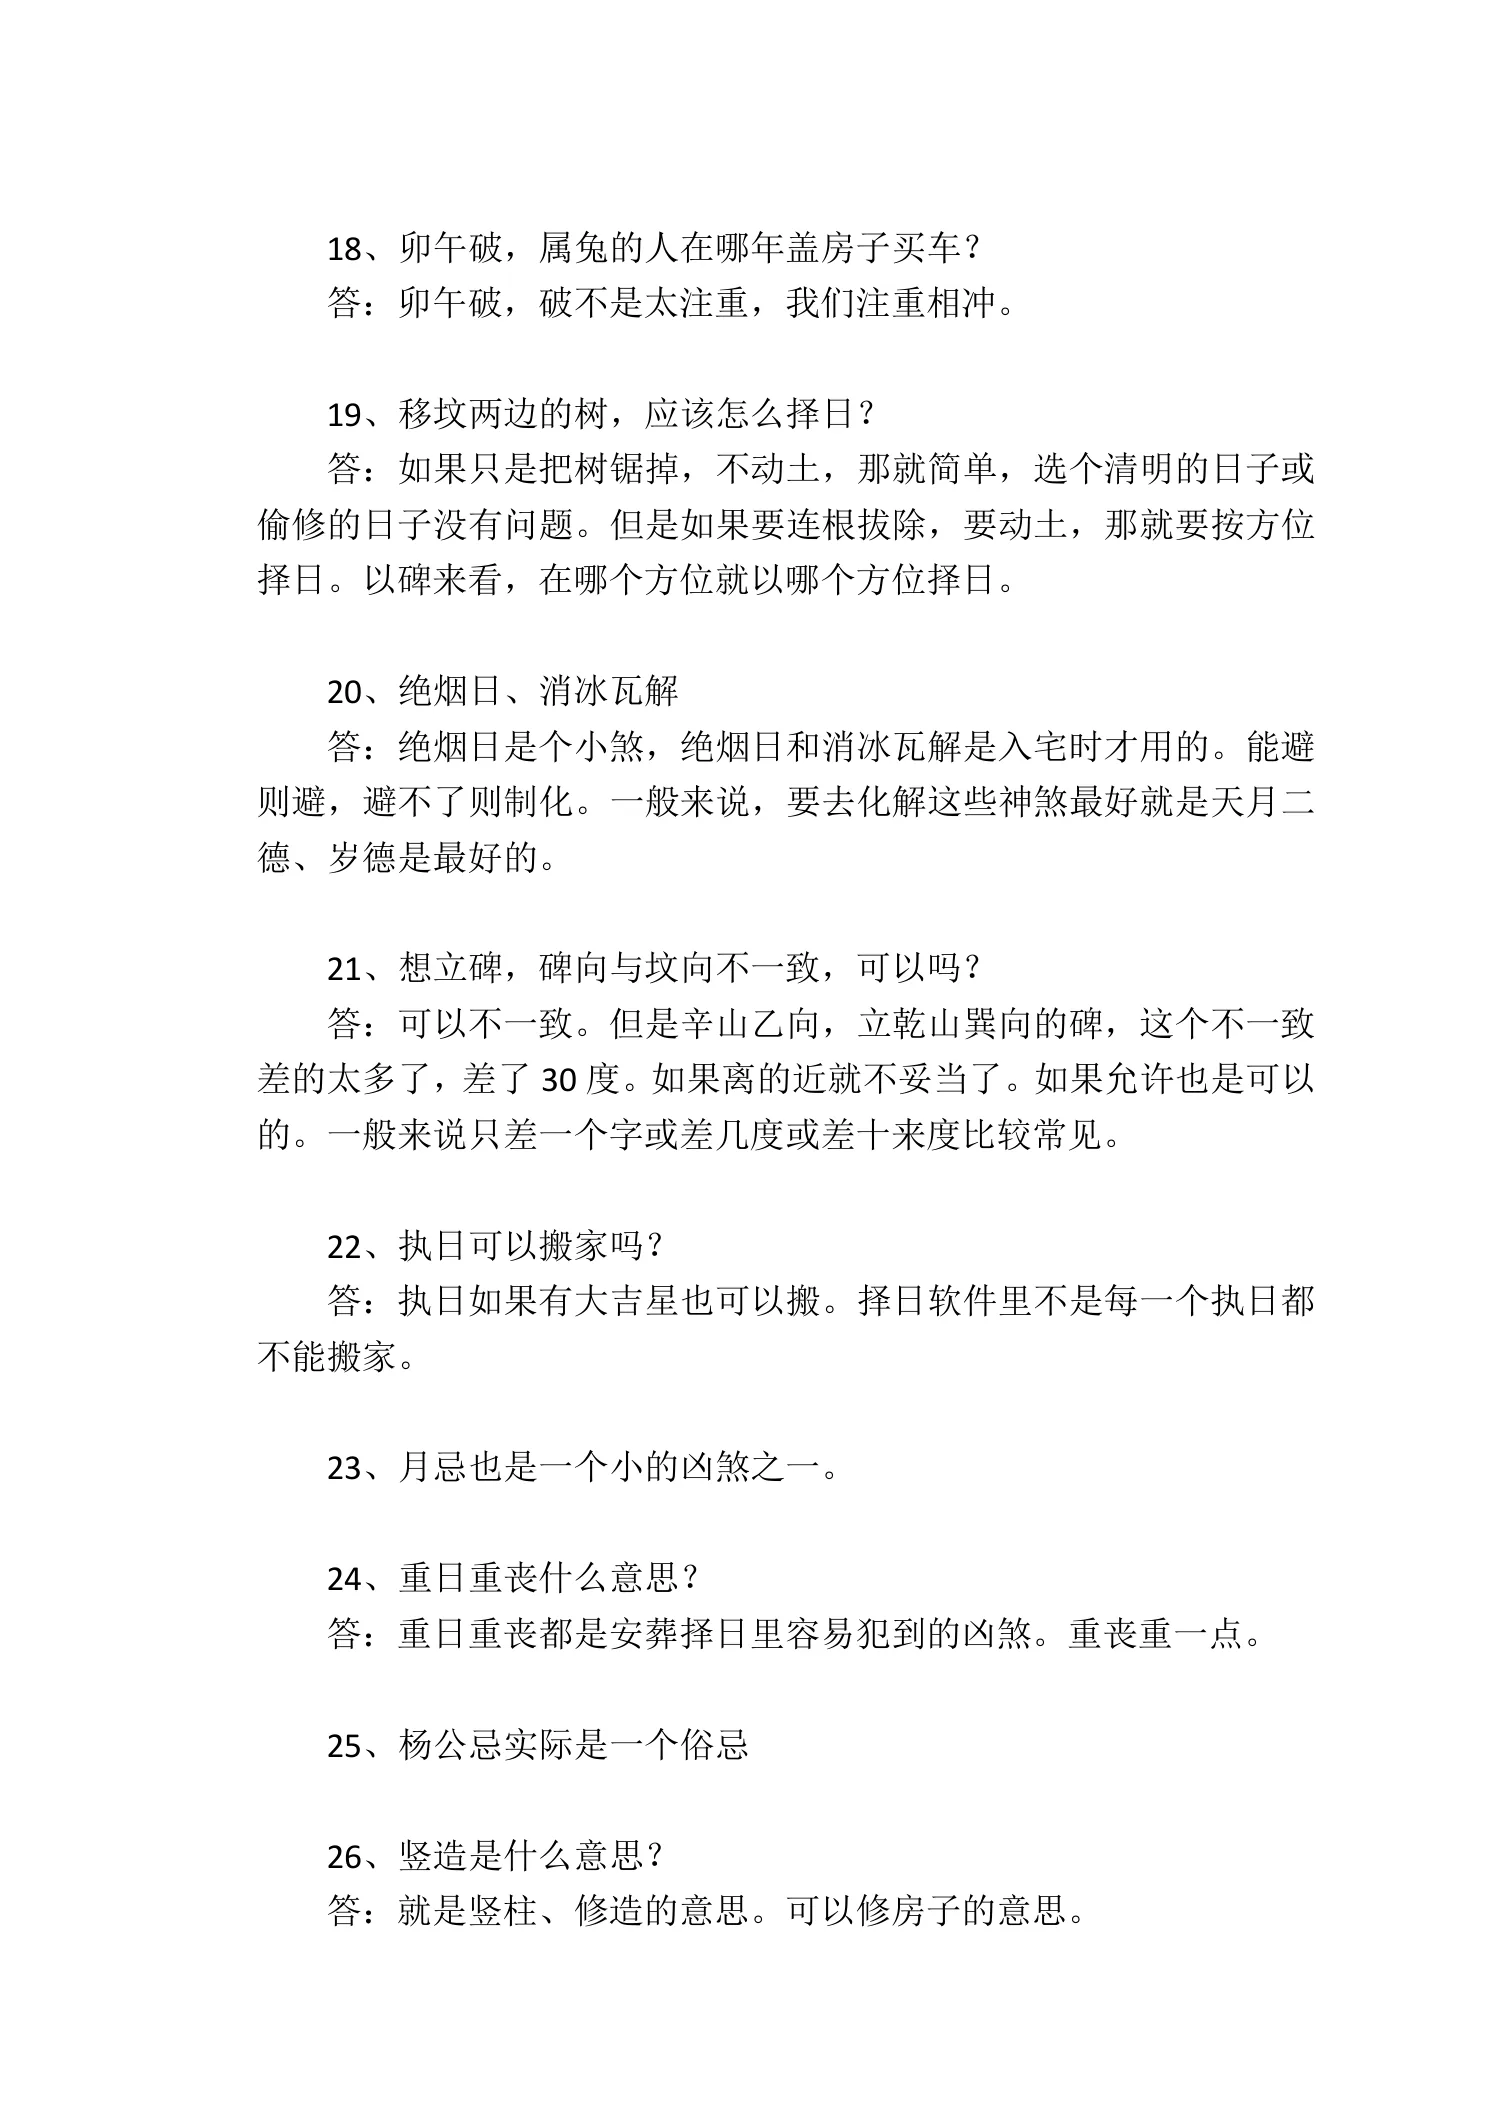 18、卯午破，属兔的人在哪年盖房子买车？
答：卯午破，破不是太注重，我们注重相冲。
19、移坟两边的树，应该怎么择日？
答：如果只是把树锯掉，不动土，那就简单，选个清明的日子或
偷修的日子没有问题。但是如果要连根拔除，要动土，那就要按方位
择日。以碑来看，在哪个方位就以哪个方位择日。
20、绝烟日、消冰瓦解
答：绝烟日是个小煞，绝烟日和消冰瓦解是入宅时才用的。能避
则避，避不了则制化。一般来说，要去化解这些神煞最好就是天月二
德、岁德是最好的。
21、想立碑，碑向与坟向不一致，可以吗？
答：可以不一致。但是辛山乙向，立乾山巽向的碑，这个不一致
差的太多了，差了 30 度。如果离的近就不妥当了。如果允许也是可以
的。一般来说只差一个字或差几度或差十来度比较常见。
22、执日可以搬家吗？
答：执日如果有大吉星也可以搬。择日软件里不是每一个执日都
不能搬家。
23、月忌也是一个小的凶煞之一。
24、重日重丧什么意思？
答：重日重丧都是安葬择日里容易犯到的凶煞。重丧重一点。
25、杨公忌实际是一个俗忌
26、竖造是什么意思？
答：就是竖柱、修造的意思。可以修房子的意思。